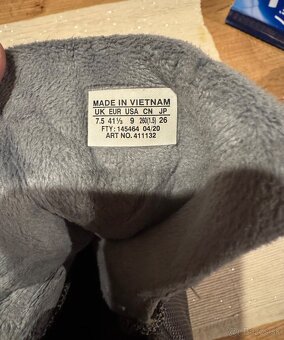 MADE IN VIETNAM
UK EUR USA CN JP
7.5 41⅓ 9 260(1.5) 26
FTY: 145464 04/20
ART NO. 411132